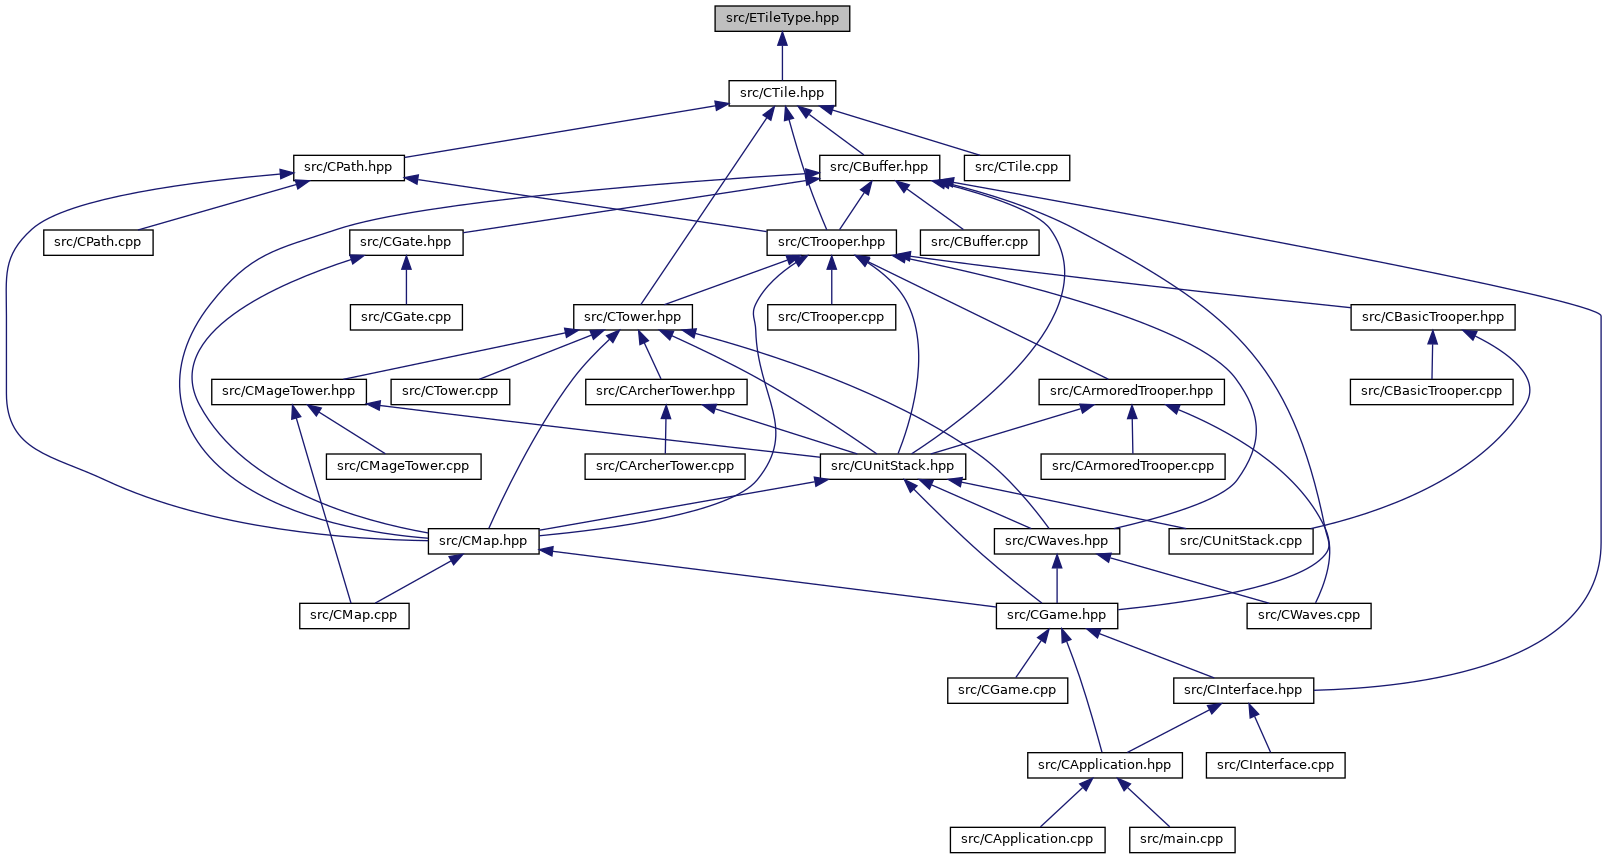 src/ETileType.hpp
src/CTile.hpp
src/CPath.hpp
src/CBuffer.hpp
src/CTile.cpp
src/CPath.cpp
src/CGate.hpp
src/CTrooper.hpp
src/CBuffer.cpp
src/CGate.cpp
src/CTower.hpp
src/CTrooper.cpp
src/CBasicTrooper.hpp
src/CMageTower.hpp
src/CTower.cpp
src/CArcherTower.hpp
src/CArmoredTrooper.hpp
src/CBasicTrooper.cpp
src/CMageTower.cpp
src/CArcherTower.cpp
src/CUnitStack.hpp
src/CArmoredTrooper.cpp
src/CMap.hpp
src/CWaves.hpp
src/CUnitStack.cpp
src/CMap.cpp
src/CGame.hpp
src/CWaves.cpp
src/CGame.cpp
src/CInterface.hpp
src/CApplication.hpp
src/CInterface.cpp
src/CApplication.cpp
src/main.cpp